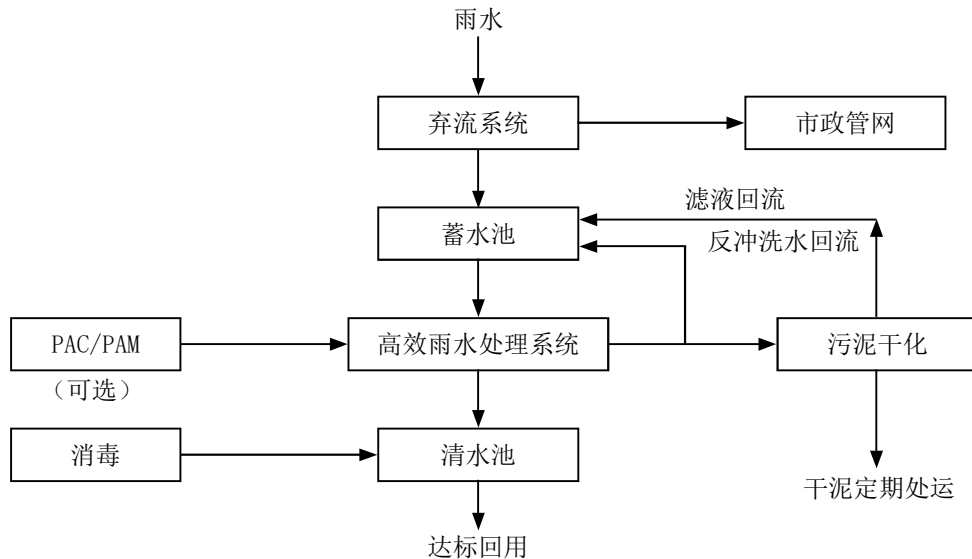 雨水
弃流系统
市政管网
滤液回流
蓄水池
反冲洗水回流
PAC/PAM
高效雨水处理系统
污泥干化
（可选）
消毒
清水池
干泥定期处运
达标回用